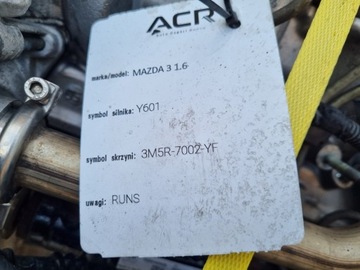 ACR
marka/model: MAZDA 3 1.6
symbol silnika: Y601
symbol skrzyni: 3M5R-7002-YF
uwagi: RUNS